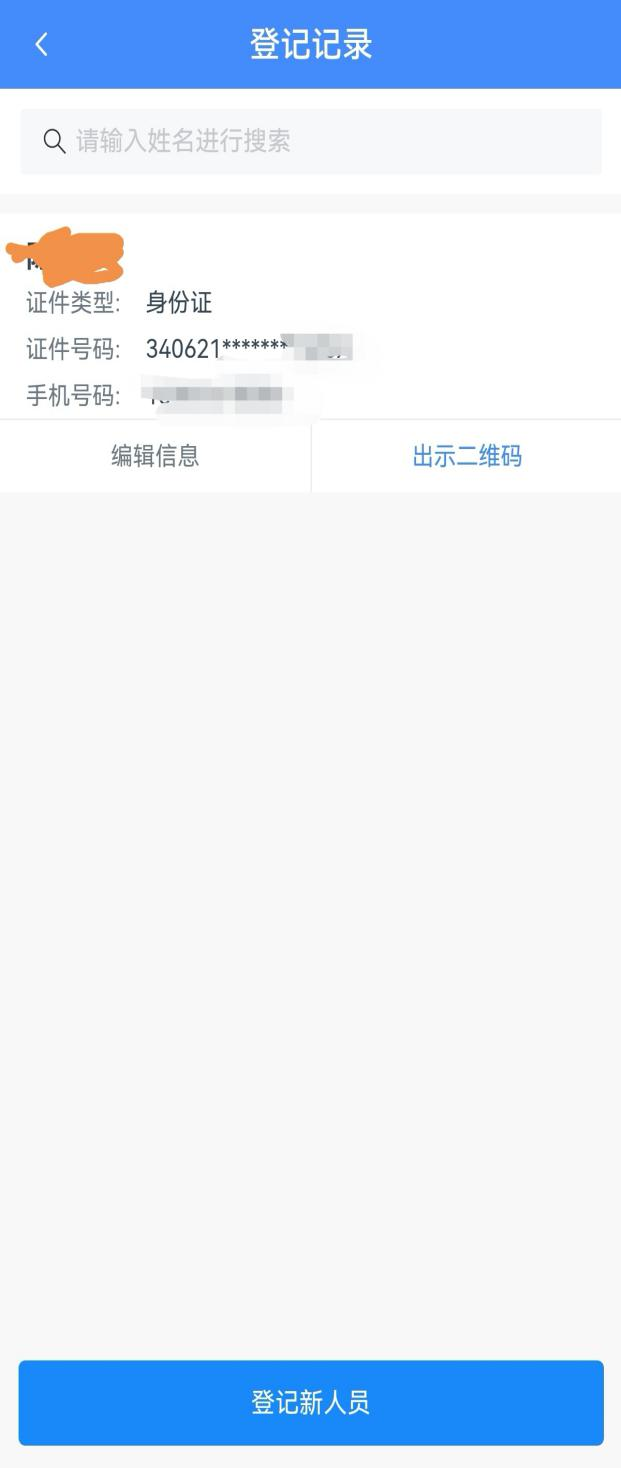 登记记录
请输入姓名进行搜索
证件类型: 身份证
证件号码: 340621*******
手机号码:
编辑信息 出示二维码
登记新人员